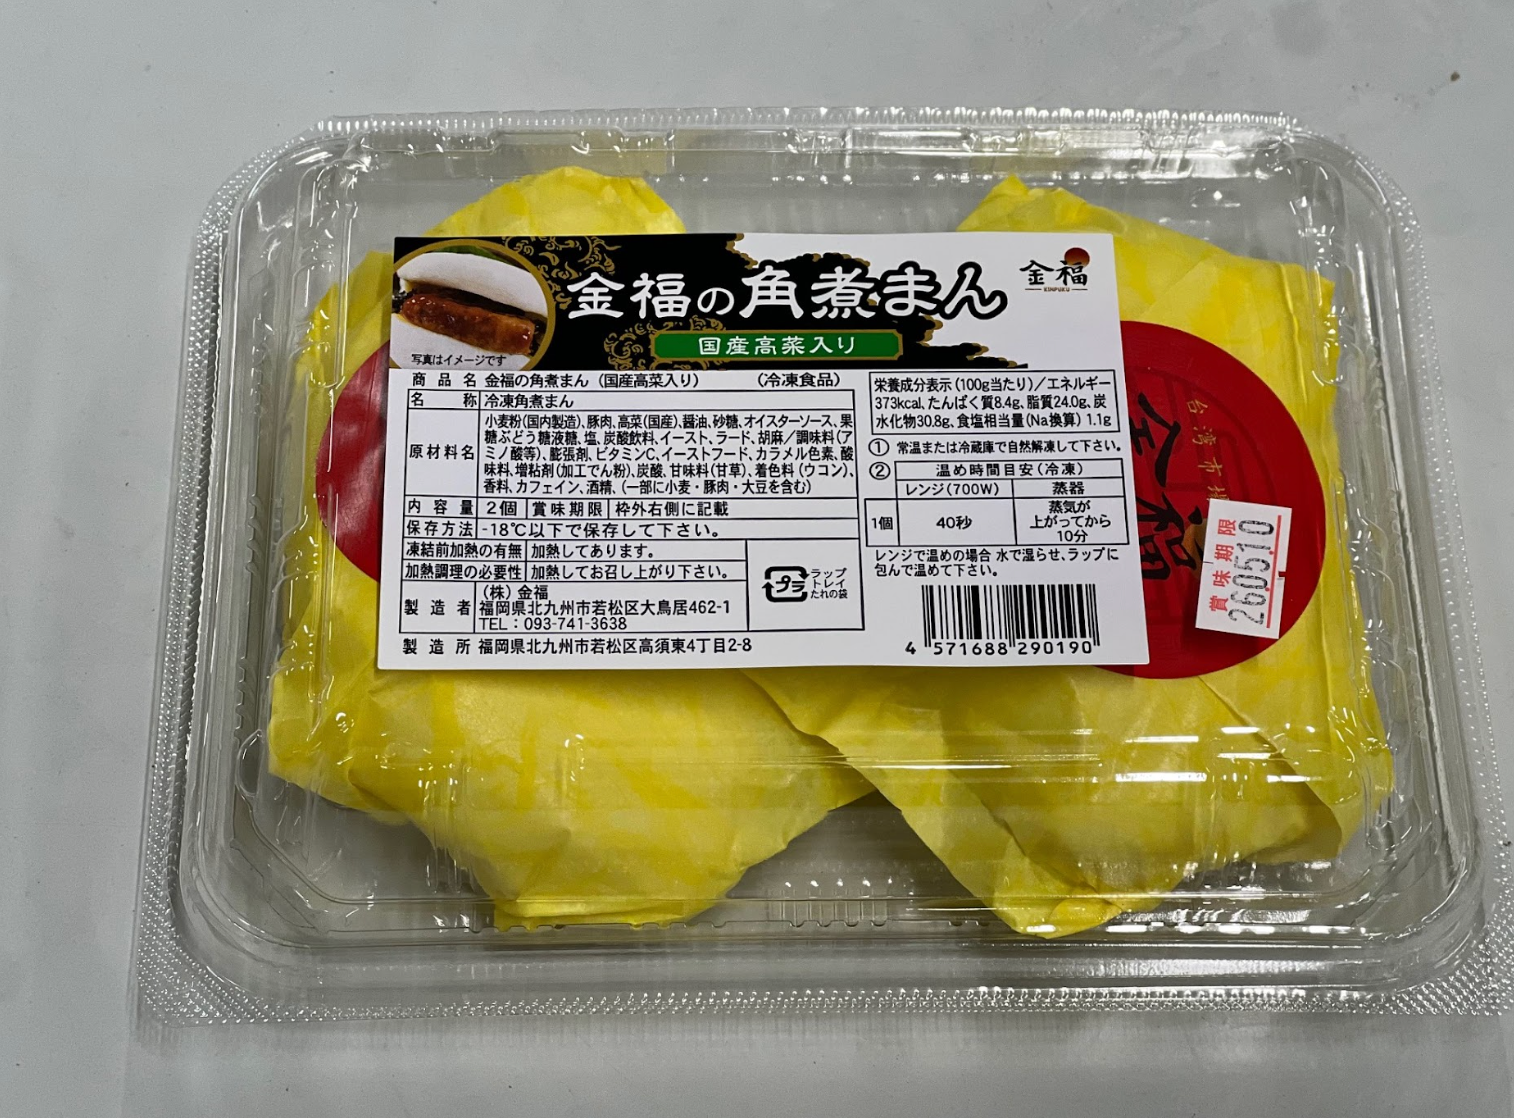 金福の角煮まん
国産高菜入り
写真はイメージです
金福
KINPUKU
商品名 金福の角煮まん(国産高菜入り) (冷凍食品)
名称 冷凍角煮まん
原材料名
小麦粉(国内製造)、豚肉、高菜(国産)、醤油、砂糖、オイスターソース、果
糖ぶどう糖液糖、塩、炭酸飲料、イースト、ラード、胡麻／調味料(ア
ミノ酸等)、膨張剤、ビタミンC、イーストフード、カラメル色素、酸
味料、増粘剤(加工でん粉)、炭酸、甘味料(甘草)、着色料(ウコン)、
香料、カフェイン、酒精、(一部に小麦・豚肉・大豆を含む)
内容量 2個 賞味期限 枠外右側に記載
保存方法 -18℃以下で保存して下さい。
凍結前加熱の有無 加熱してあります。
加熱調理の必要性 加熱してお召し上がり下さい。
製造者
(株)金福
福岡県北九州市若松区大鳥居462-1
TEL：093-741-3638
製造所 福岡県北九州市若松区高須東4丁目2-8
プラ
ラップ
トレイ
たれの袋
栄養成分表示(100g当たり)／エネルギー
373kcal、たんぱく質8.4g、脂質24.0g、炭
水化物30.8g、食塩相当量(Na換算) 1.1g
① 常温または冷蔵庫で自然解凍して下さい。
② 温め時間目安(冷凍)
レンジ(700W) 蒸器
1個 40秒 蒸気が
上がってから
10分
レンジで温めの場合 水で湿らせ、ラップに
包んで温めて下さい。
4 571688 290190
台湾市場
金福
賞味期限
260510